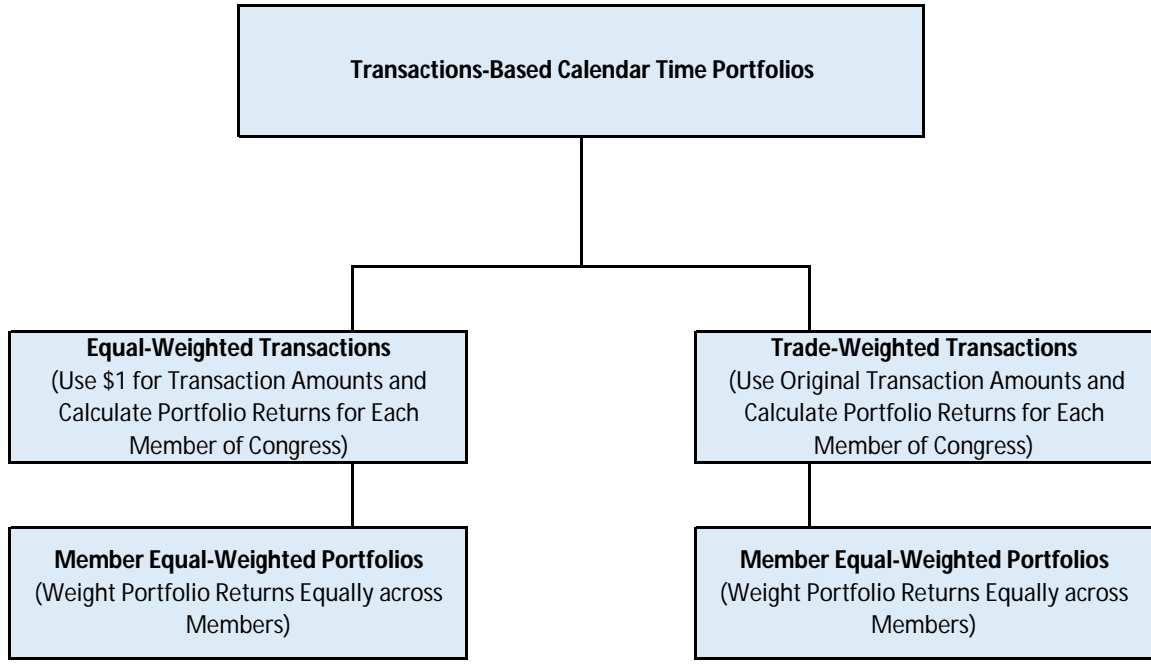 Transactions-Based Calendar Time Portfolios
Equal-Weighted Transactions
(Use $1 for Transaction Amounts and
Calculate Portfolio Returns for Each
Member of Congress)
Trade-Weighted Transactions
(Use Original Transaction Amounts and
Calculate Portfolio Returns for Each
Member of Congress)
Member Equal-Weighted Portfolios
(Weight Portfolio Returns Equally across
Members)
Member Equal-Weighted Portfolios
(Weight Portfolio Returns Equally across
Members)